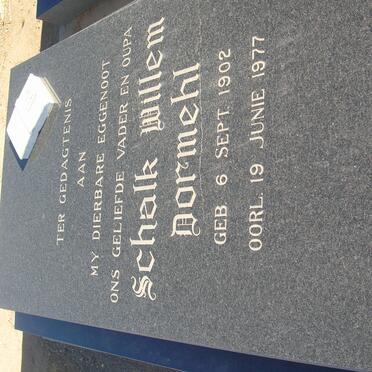 TER GEDAGTENIS
AAN
MY DIERBARE EGGENOOT
ONS GELIEFDE VADER EN OUPA
Schalk Willem
Dormehl
GEB. 6 SEPT. 1902
OORL. 19 JUNIE 1977